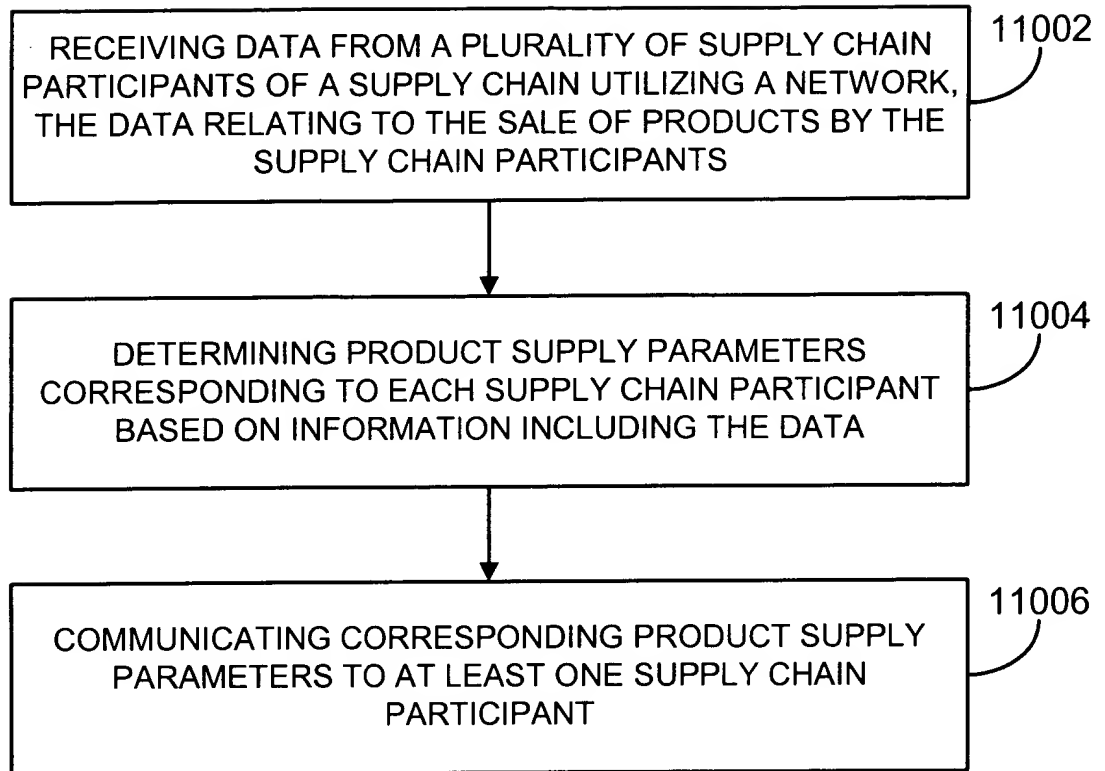 RECEIVING DATA FROM A PLURALITY OF SUPPLY CHAIN
PARTICIPANTS OF A SUPPLY CHAIN UTILIZING A NETWORK,
THE DATA RELATING TO THE SALE OF PRODUCTS BY THE
SUPPLY CHAIN PARTICIPANTS
11002
DETERMINING PRODUCT SUPPLY PARAMETERS
CORRESPONDING TO EACH SUPPLY CHAIN PARTICIPANT
BASED ON INFORMATION INCLUDING THE DATA
11004
COMMUNICATING CORRESPONDING PRODUCT SUPPLY
PARAMETERS TO AT LEAST ONE SUPPLY CHAIN
PARTICIPANT
11006